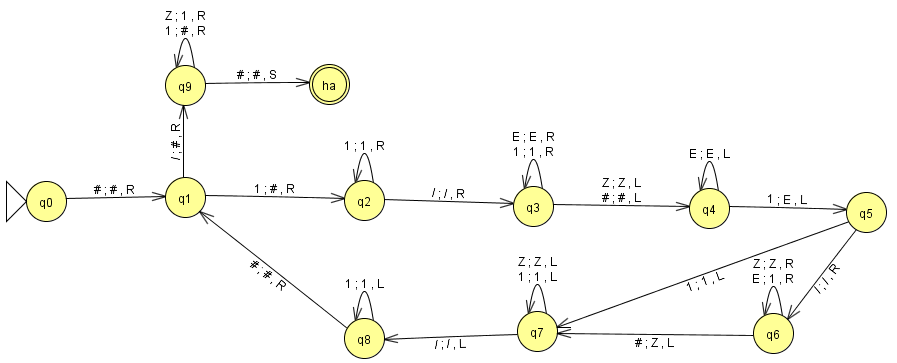 Z ; 1 , R
1 ; # , R
q9
# ; # , S
ha
/ ; # , R
q0
# ; # , R
q1
1 ; # , R
1 ; 1 , R
q2
/ ; / , R
E ; E , R
1 ; 1 , R
q3
Z ; Z , L
# ; # , L
E ; E , L
q4
1 ; E , L
q5
# ; # , R
1 ; 1 , L
q8
/ ; / , L
Z ; Z , L
1 ; 1 , L
q7
1 ; 1 , L
# ; Z , L
Z ; Z , R
E ; 1 , R
q6
/ ; / , R